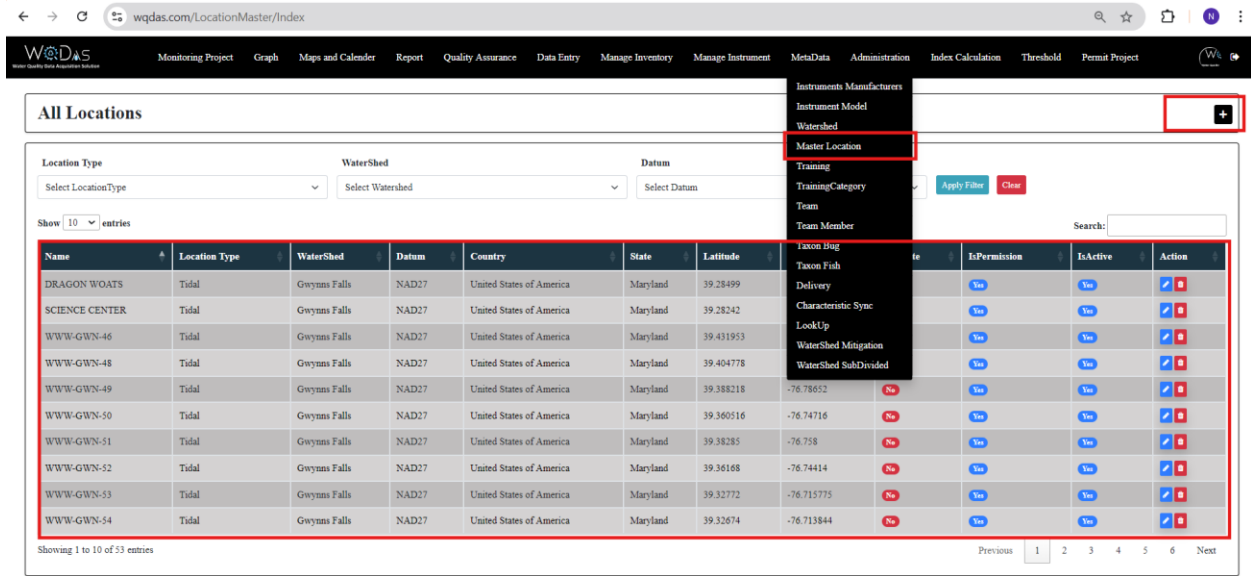 wqdas.com/LocationMaster/Index
N
WQDAS
Water Quality Data Acquisition Solution
Monitoring Project Graph Maps and Calender Report Quality Assurance Data Entry Manage Inventory Manage Instrument MetaData Administration Index Calculation Threshold Permit Project
Instruments Manufacturers
Instrument Model
Watershed
Master Location
Training
TrainingCategory
Team
Team Member
Taxon Bug
Taxon Fish
Delivery
Characteristic Sync
LookUp
WaterShed Mitigation
WaterShed SubDivided
All Locations
+
Location Type WaterShed Datum
Select LocationType Select Watershed Select Datum Apply Filter Clear
Show 10 entries Search:
Name Location Type WaterShed Datum Country State Latitude te IsPermission IsActive Action
DRAGON WOATS Tidal Gwynns Falls NAD27 United States of America Maryland 39.28499 Yes Yes
SCIENCE CENTER Tidal Gwynns Falls NAD27 United States of America Maryland 39.28242 Yes Yes
WWW-GWN-46 Tidal Gwynns Falls NAD27 United States of America Maryland 39.431953 Yes Yes
WWW-GWN-48 Tidal Gwynns Falls NAD27 United States of America Maryland 39.404778 Yes Yes
WWW-GWN-49 Tidal Gwynns Falls NAD27 United States of America Maryland 39.388218 -76.78652 No Yes Yes
WWW-GWN-50 Tidal Gwynns Falls NAD27 United States of America Maryland 39.360516 -76.74716 No Yes Yes
WWW-GWN-51 Tidal Gwynns Falls NAD27 United States of America Maryland 39.38285 -76.758 No Yes Yes
WWW-GWN-52 Tidal Gwynns Falls NAD27 United States of America Maryland 39.36168 -76.74414 No Yes Yes
WWW-GWN-53 Tidal Gwynns Falls NAD27 United States of America Maryland 39.32772 -76.715775 No Yes Yes
WWW-GWN-54 Tidal Gwynns Falls NAD27 United States of America Maryland 39.32674 -76.713844 No Yes Yes
Showing 1 to 10 of 53 entries Previous 1 2 3 4 5 6 Next